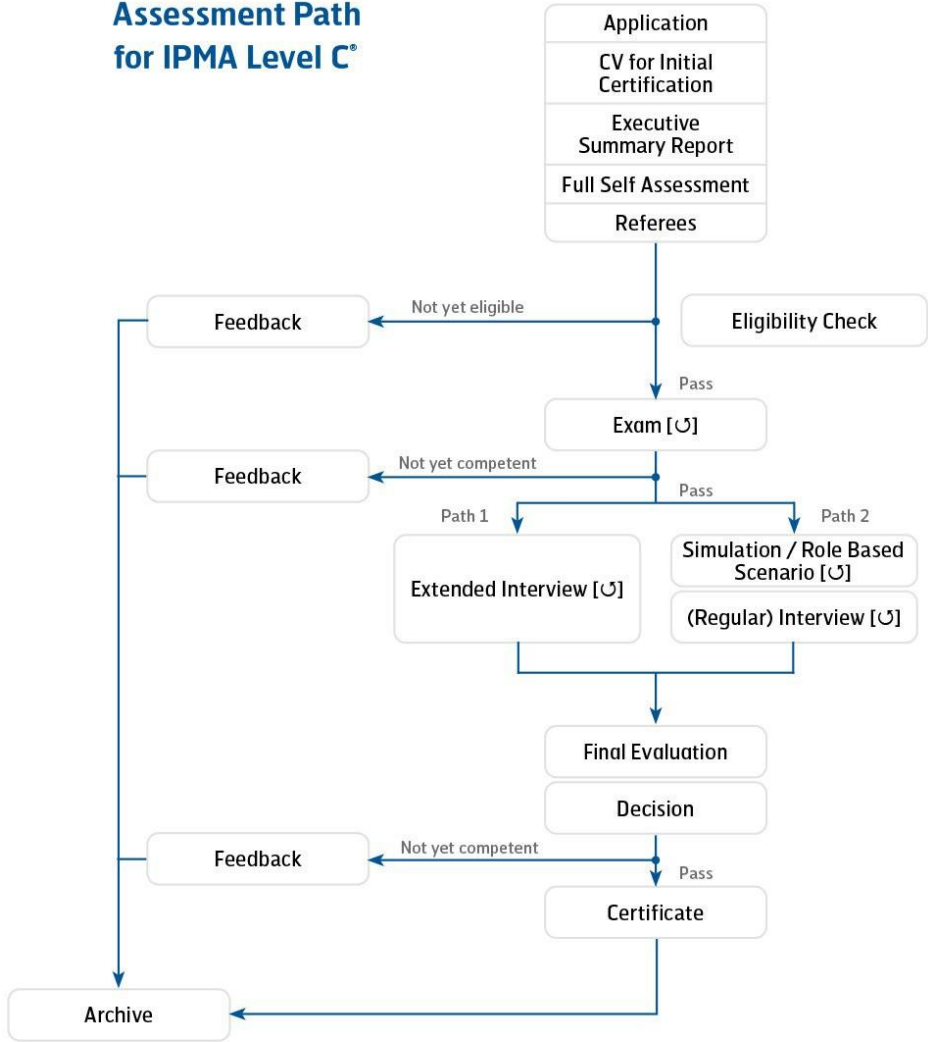 Assessment Path
for IPMA Level C®
Application
CV for Initial
Certification
Executive
Summary Report
Full Self Assessment
Referees
Not yet eligible
Feedback
Eligibility Check
Pass
Exam [↺]
Not yet competent
Feedback
Pass
Path 1
Path 2
Extended Interview [↺]
Simulation / Role Based
Scenario [↺]
(Regular) Interview [↺]
Final Evaluation
Decision
Not yet competent
Feedback
Pass
Certificate
Archive